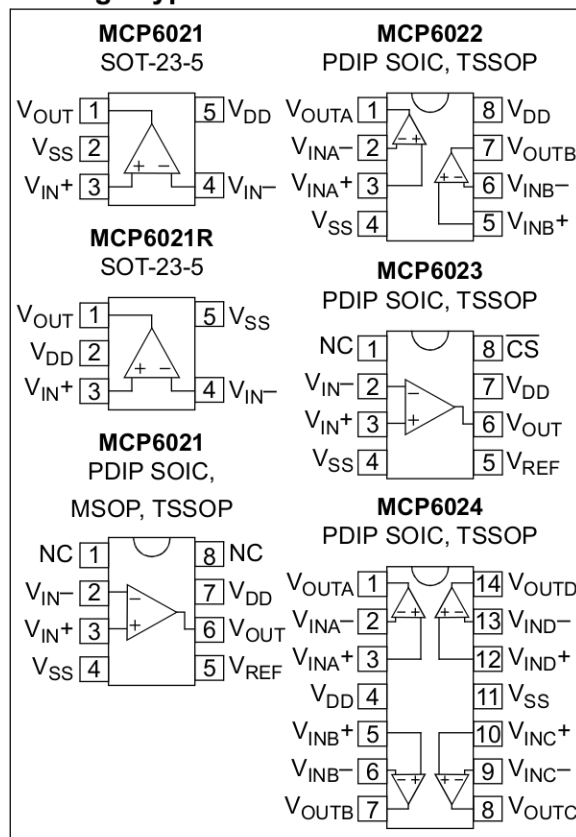 MCP6021
SOT-23-5
VOUT 1 5 VDD
VSS 2
VIN+ 3 4 VIN–
+ –
MCP6021R
SOT-23-5
VOUT 1 5 VSS
VDD 2
VIN+ 3 4 VIN–
+ –
MCP6021
PDIP SOIC,
MSOP, TSSOP
NC 1 8 NC
VIN– 2 – 7 VDD
VIN+ 3 + 6 VOUT
VSS 4 5 VREF
MCP6022
PDIP SOIC, TSSOP
VOUTA 1 8 VDD
VINA– 2 – + 7 VOUTB
VINA+ 3 + – 6 VINB–
VSS 4 5 VINB+
MCP6023
PDIP SOIC, TSSOP
NC 1 8 C̅S̅
VIN– 2 – 7 VDD
VIN+ 3 + 6 VOUT
VSS 4 5 VREF
MCP6024
PDIP SOIC, TSSOP
VOUTA 1 14 VOUTD
VINA– 2 – + + – 13 VIND–
VINA+ 3 12 VIND+
VDD 4 11 VSS
VINB+ 5 10 VINC+
VINB– 6 – + + – 9 VINC–
VOUTB 7 8 VOUTC